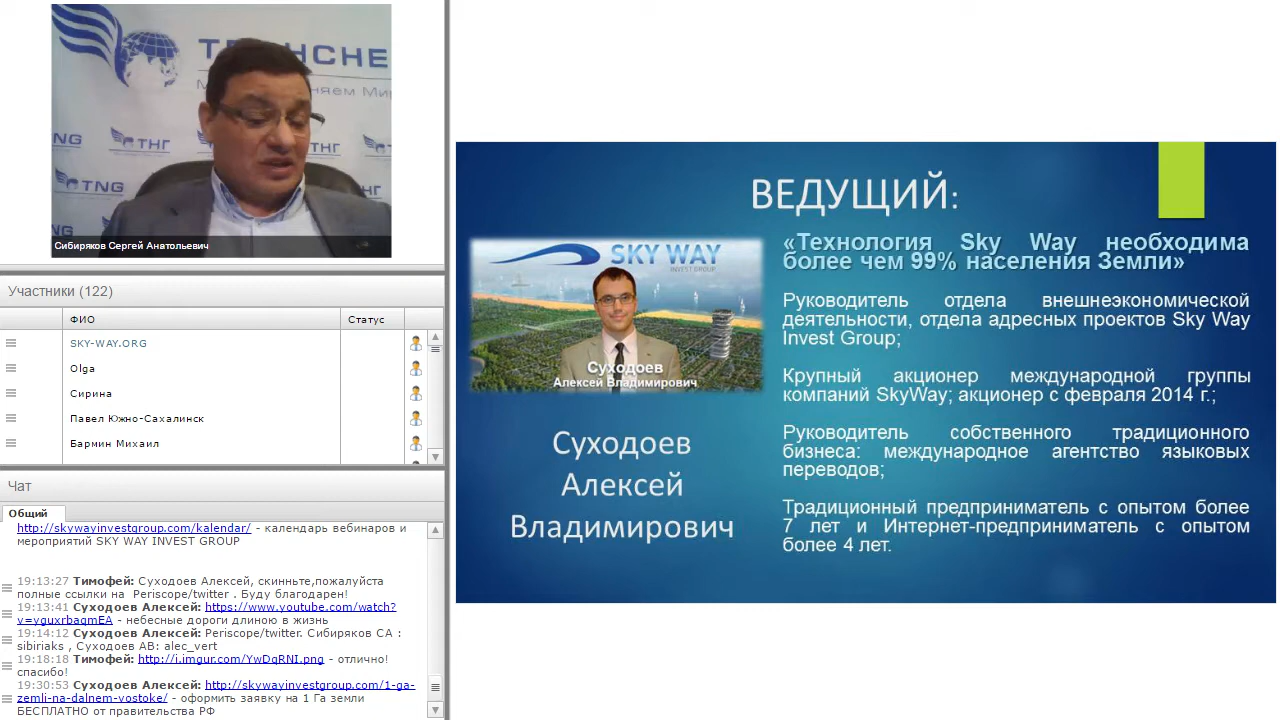 Сибиряков Сергей Анатольевич
TNG
ТНГ
Участники (122)
ФИО
Статус
SKY-WAY.ORG
Olga
Сирина
Павел Южно-Сахалинск
Бармин Михаил
Чат
Общий
http://skywayinvestgroup.com/kalendar/ - календарь вебинаров и
мероприятий SKY WAY INVEST GROUP
19:13:27 Тимофей: Суходоев Алексей, скинньте,пожалуйста
полные ссылки на Periscope/twitter . Буду благодарен!
19:13:41 Суходоев Алексей: https://www.youtube.com/watch?
v=vguxrbaqmEA - небесные дороги длиною в жизнь
19:14:12 Суходоев Алексей: Periscope/twitter. Сибиряков СА :
sibiriaks , Суходоев АВ: alec_vert
19:18:18 Тимофей: http://i.imgur.com/YwDqRNI.png - отлично!
спасибо!
19:30:53 Суходоев Алексей: http://skywayinvestgroup.com/1-ga-
zemli-na-dalnem-vostoke/ - оформить заявку на 1 Га земли
БЕСПЛАТНО от правительства РФ
ВЕДУЩИЙ:
SKY WAY
INVEST GROUP
Суходоев
Алексей Владимирович
Суходоев
Алексей
Владимирович
«Технология Sky Way необходима
более чем 99% населения Земли»
Руководитель отдела внешнеэкономической
деятельности, отдела адресных проектов Sky Way
Invest Group;
Крупный акционер международной группы
компаний SkyWay; акционер с февраля 2014 г.;
Руководитель собственного традиционного
бизнеса: международное агентство языковых
переводов;
Традиционный предприниматель с опытом более
7 лет и Интернет-предприниматель с опытом
более 4 лет.